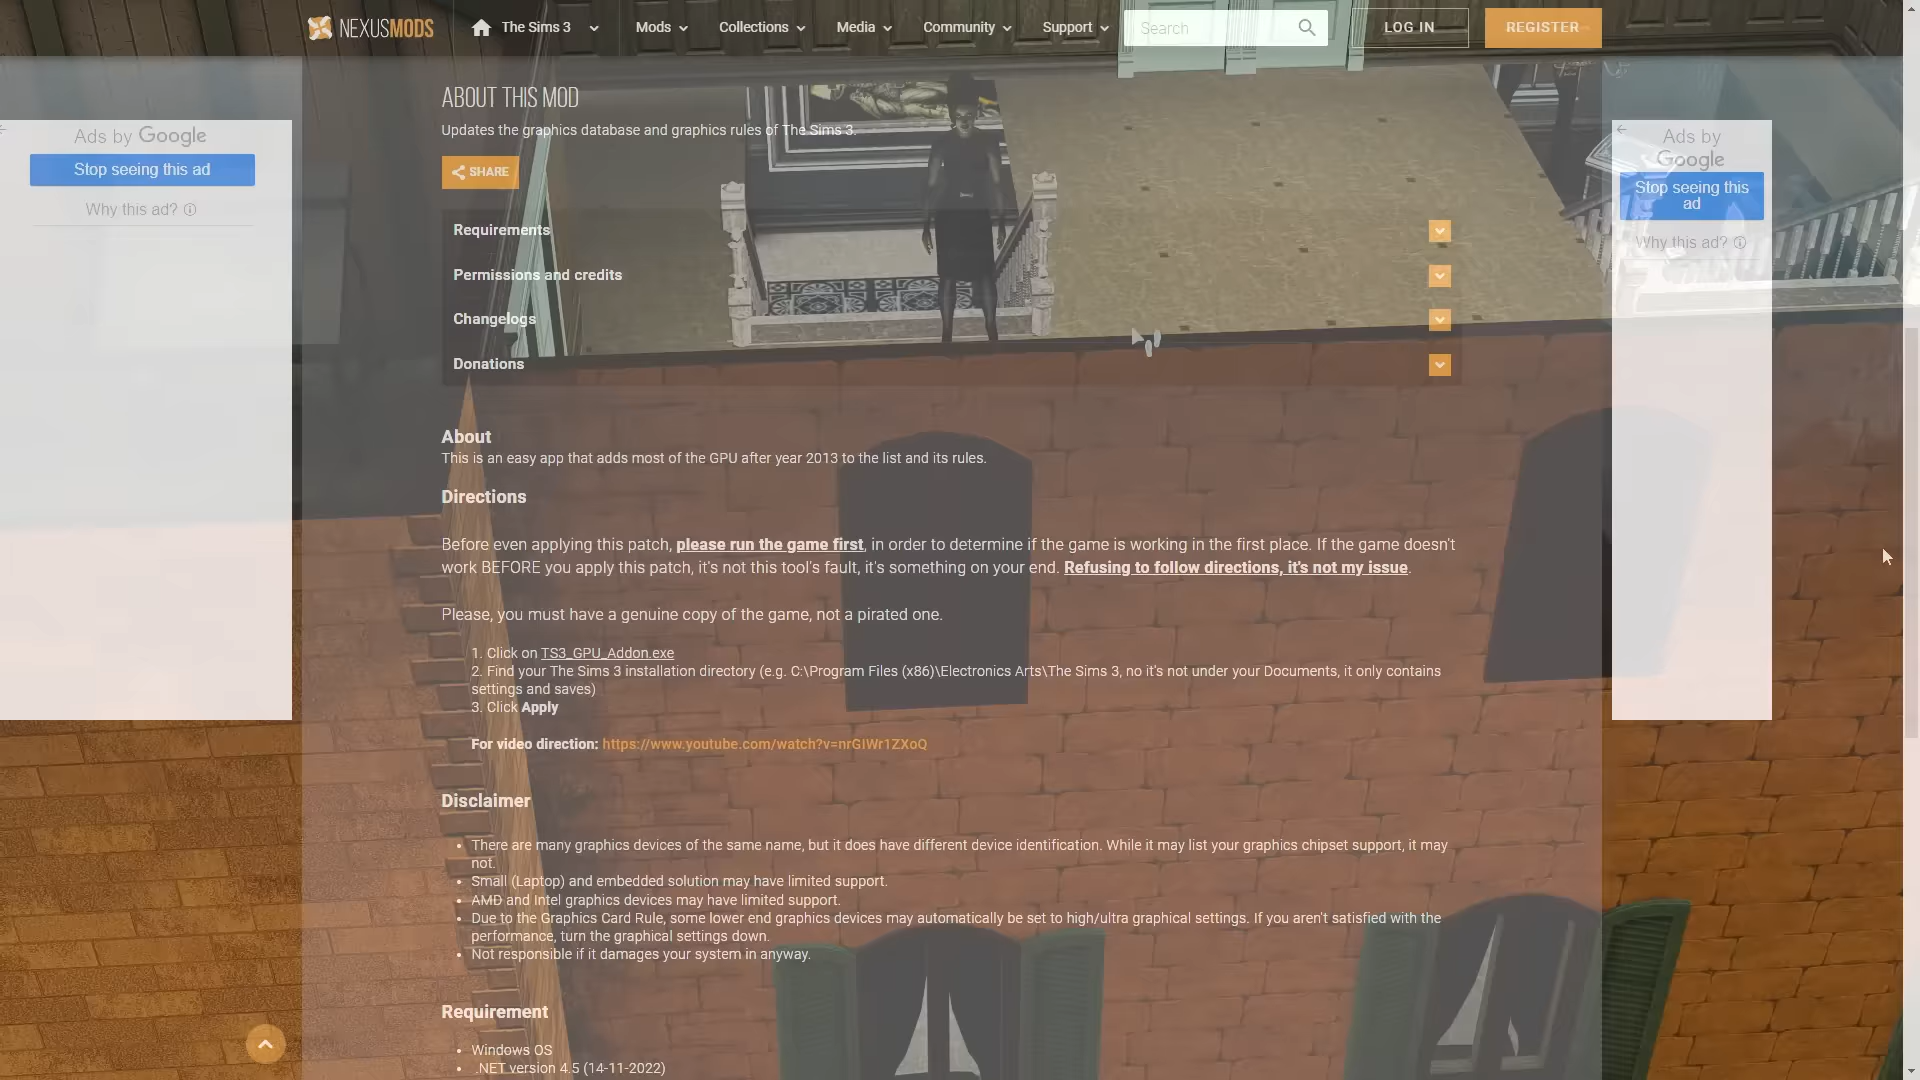 NEXUSMODS The Sims 3 Mods Collections Media Community Support Search LOG IN REGISTER
ABOUT THIS MOD
Updates the graphics database and graphics rules of The Sims 3.
SHARE
Requirements
Permissions and credits
Changelogs
Donations
Ads by Google
Stop seeing this ad
Why this ad?
Ads by
Google
Stop seeing this
ad
Why this ad?
About
This is an easy app that adds most of the GPU after year 2013 to the list and its rules.
Directions
Before even applying this patch, please run the game first, in order to determine if the game is working in the first place. If the game doesn't
work BEFORE you apply this patch, it's not this tool's fault, it's something on your end. Refusing to follow directions, it's not my issue.
Please, you must have a genuine copy of the game, not a pirated one.
1. Click on TS3_GPU_Addon.exe
2. Find your The Sims 3 installation directory (e.g. C:\Program Files (x86)\Electronics Arts\The Sims 3, no it's not under your Documents, it only contains
settings and saves)
3. Click Apply
For video direction: https://www.youtube.com/watch?v=nrGIWr1ZXoQ
Disclaimer
• There are many graphics devices of the same name, but it does have different device identification. While it may list your graphics chipset support, it may
not.
• Small (Laptop) and embedded solution may have limited support.
• AMD and Intel graphics devices may have limited support.
• Due to the Graphics Card Rule, some lower end graphics devices may automatically be set to high/ultra graphical settings. If you aren't satisfied with the
performance, turn the graphical settings down.
• Not responsible if it damages your system in anyway.
Requirement
• Windows OS
• .NET version 4.5 (14-11-2022)